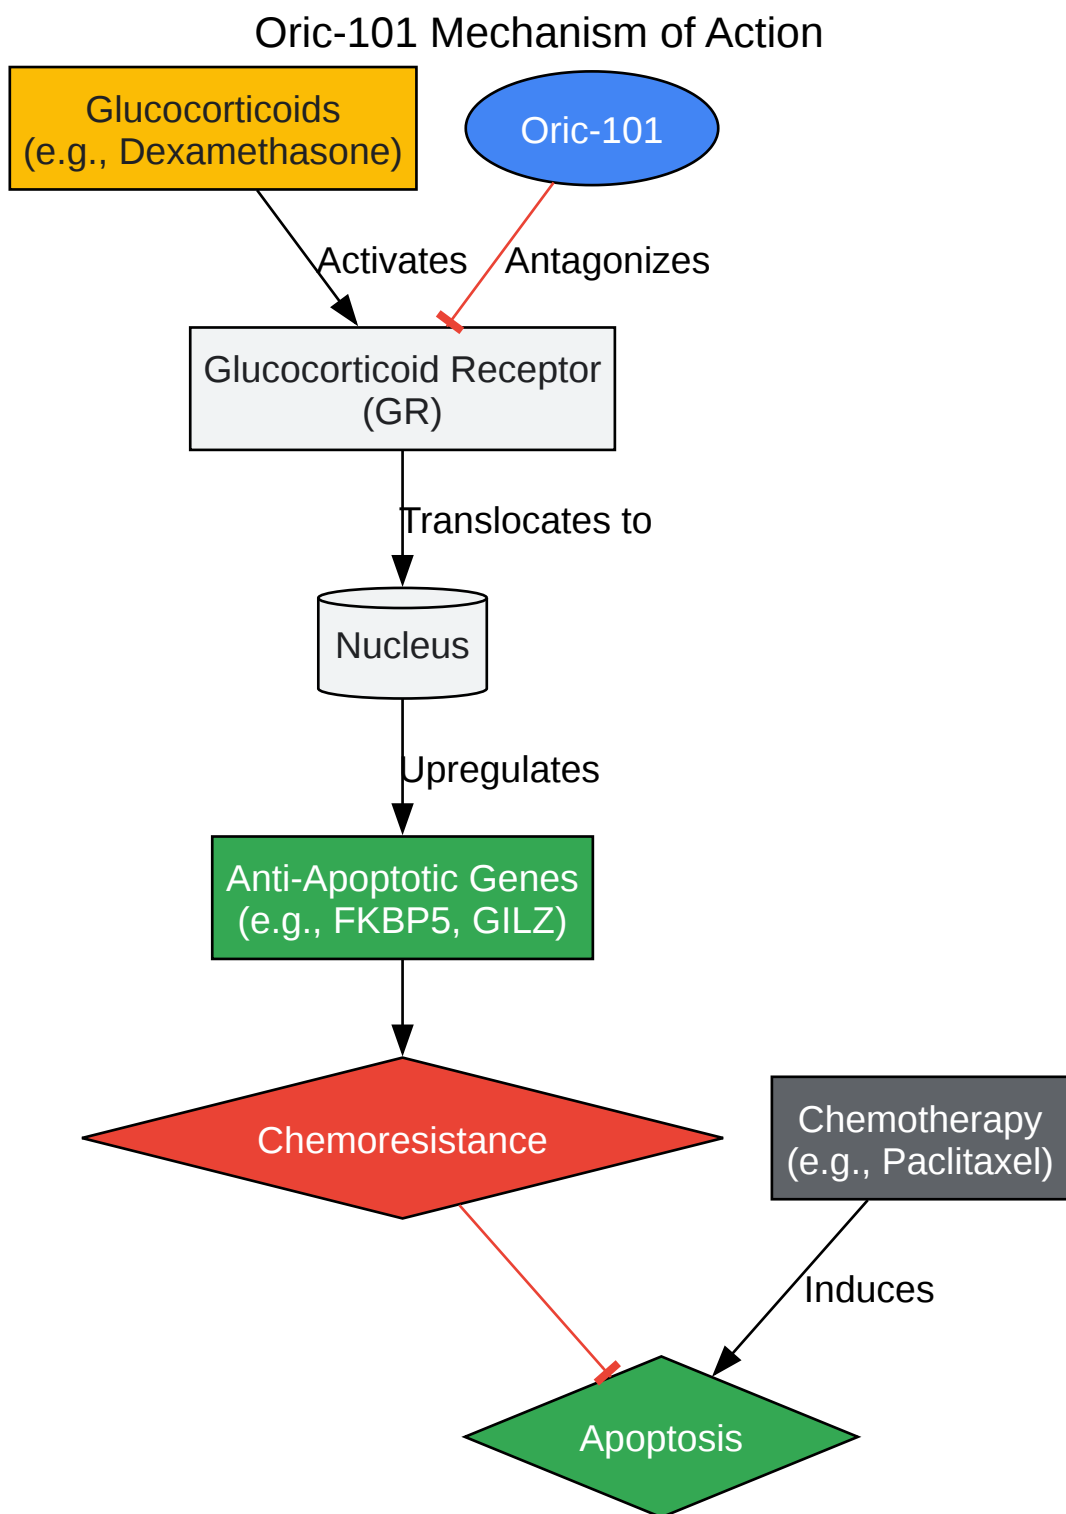 Oric-101 Mechanism of Action
Glucocorticoids
(e.g., Dexamethasone)
Oric-101
Activates
Antagonizes
Glucocorticoid Receptor
(GR)
Translocates to
Nucleus
Upregulates
Anti-Apoptotic Genes
(e.g., FKBP5, GILZ)
Chemoresistance
Chemotherapy
(e.g., Paclitaxel)
Induces
Apoptosis